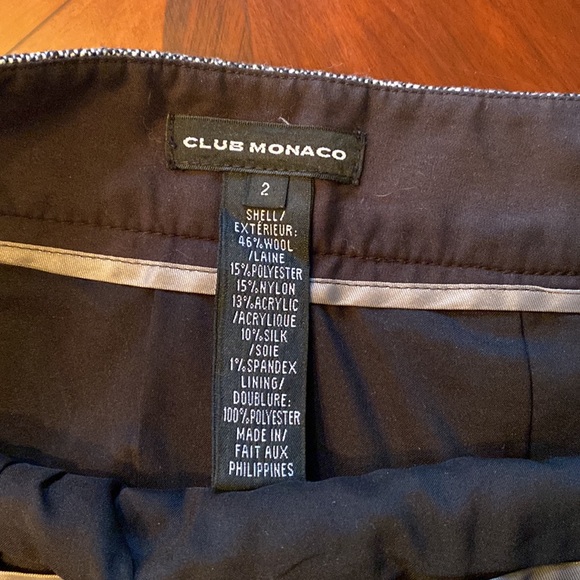 CLUB MONACO
2
SHELL/
EXTÉRIEUR:
46%WOOL
/LAINE
15%POLYESTER
15%NYLON
13%ACRYLIC
/ACRYLIQUE
10%SILK
/SOIE
1%SPANDEX
LINING/
DOUBLURE:
100%POLYESTER
MADE IN/
FAIT AUX
PHILIPPINES